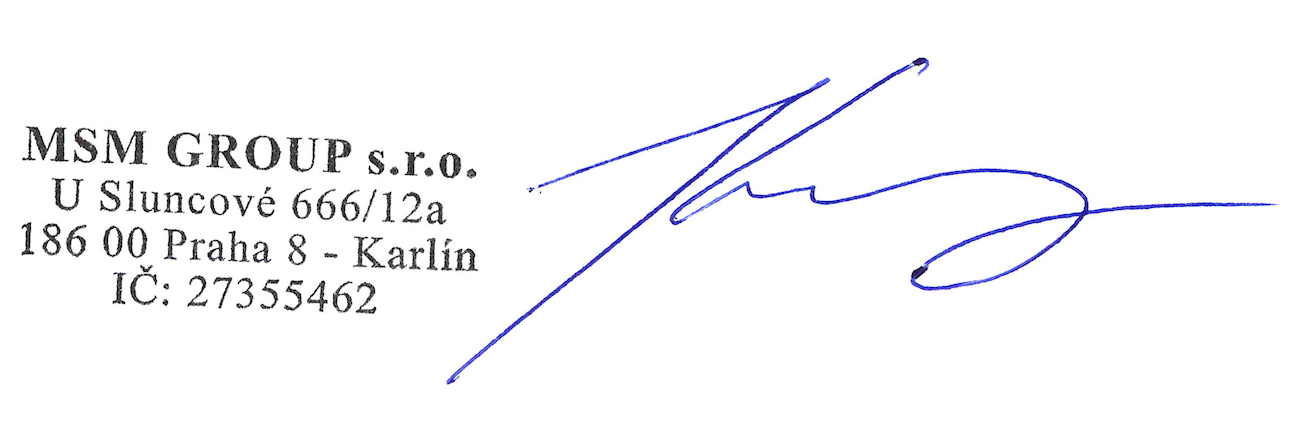 MSM GROUP s.r.o.
U Sluncové 666/12a
186 00 Praha 8 - Karlín
IČ: 27355462